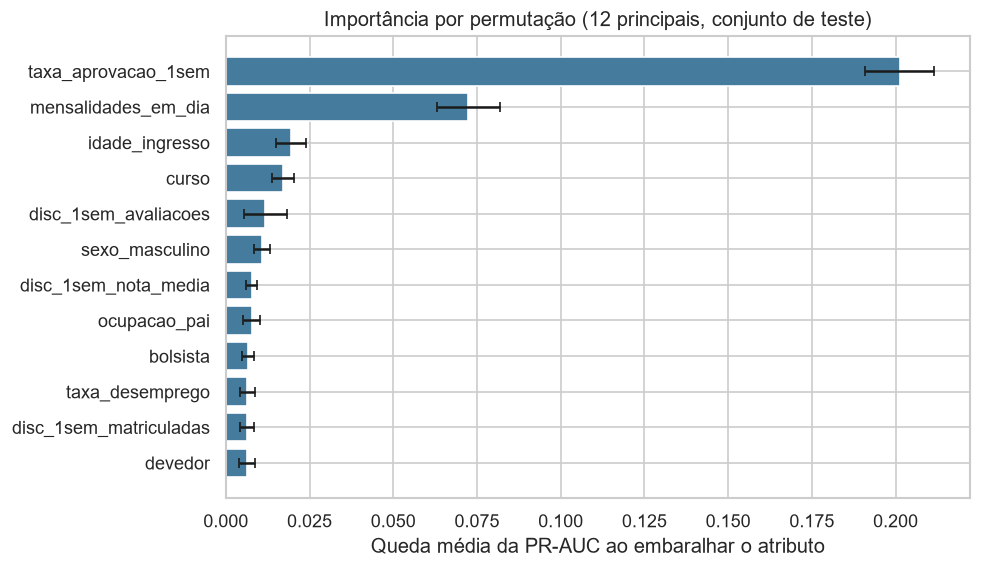 Importância por permutação (12 principais, conjunto de teste)
taxa_aprovacao_1sem
mensalidades_em_dia
idade_ingresso
curso
disc_1sem_avaliacoes
sexo_masculino
disc_1sem_nota_media
ocupacao_pai
bolsista
taxa_desemprego
disc_1sem_matriculadas
devedor
0.000 0.025 0.050 0.075 0.100 0.125 0.150 0.175 0.200
Queda média da PR-AUC ao embaralhar o atributo